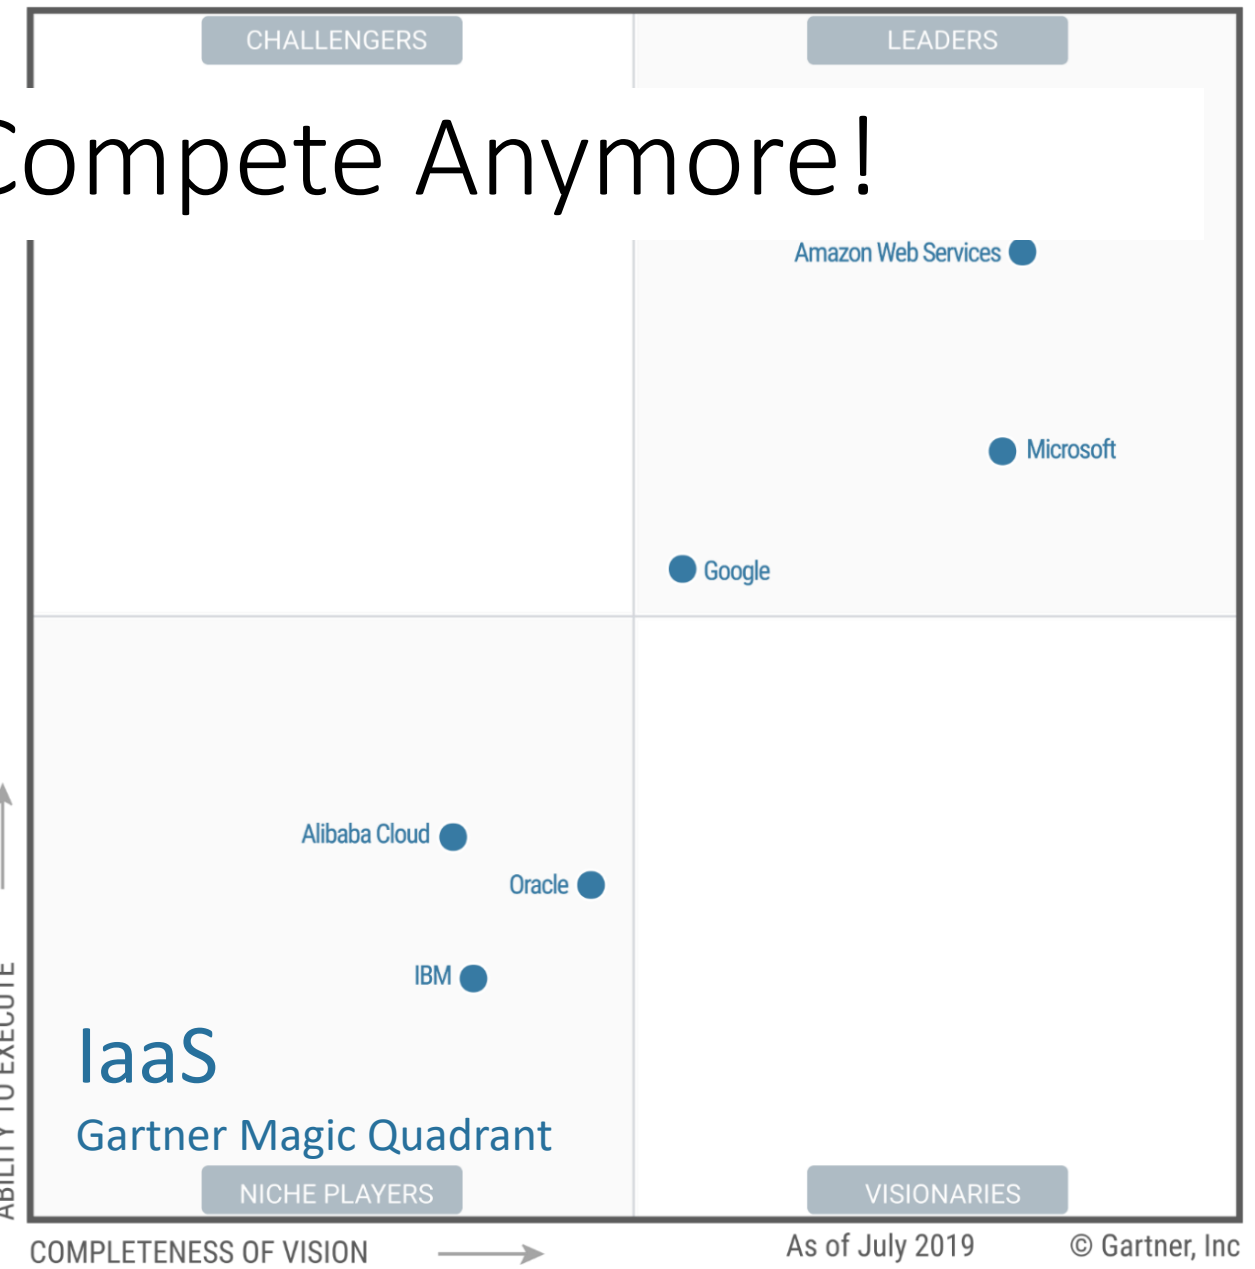 CHALLENGERS
LEADERS
Compete Anymore!
Amazon Web Services
Microsoft
Google
Alibaba Cloud
Oracle
IBM
IaaS
Gartner Magic Quadrant
NICHE PLAYERS
VISIONARIES
ABILITY TO EXECUTE
COMPLETENESS OF VISION
As of July 2019
© Gartner, Inc